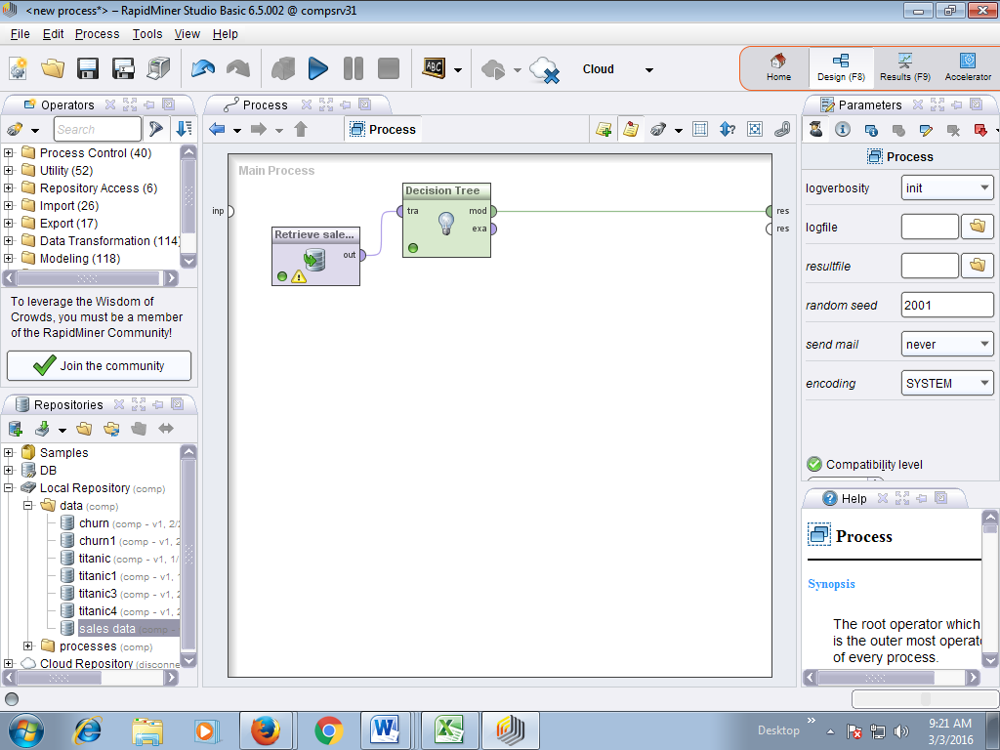 <new process*> – RapidMiner Studio Basic 6.5.002 @ compsrv31
File Edit Process Tools View Help
ABC
Cloud
Home
Design (F8)
Results (F9)
Accelerator
Operators
Search
Process Control (40)
Utility (52)
Repository Access (6)
Import (26)
Export (17)
Data Transformation (114
Modeling (118)
To leverage the Wisdom of
Crowds, you must be a member
of the RapidMiner Community!
Join the community
Repositories
Samples
DB
Local Repository (comp)
data (comp)
churn (comp - v1, 2/
churn1 (comp - v1, 2
titanic (comp - v1, 1/
titanic1 (comp - v1, 1
titanic3 (comp - v1, 2
titanic4 (comp - v1, 2
sales data (comp -
processes (comp)
Cloud Repository (disconne
Process
Process
Main Process
inp
Retrieve sale...
out
Decision Tree
tra
mod
exa
res
res
Parameters
Process
logverbosity init
logfile
resultfile
random seed 2001
send mail never
encoding SYSTEM
Compatibility level
Help
Process
Synopsis
The root operator which
is the outer most operat
of every process.
Desktop
9:21 AM
3/3/2016